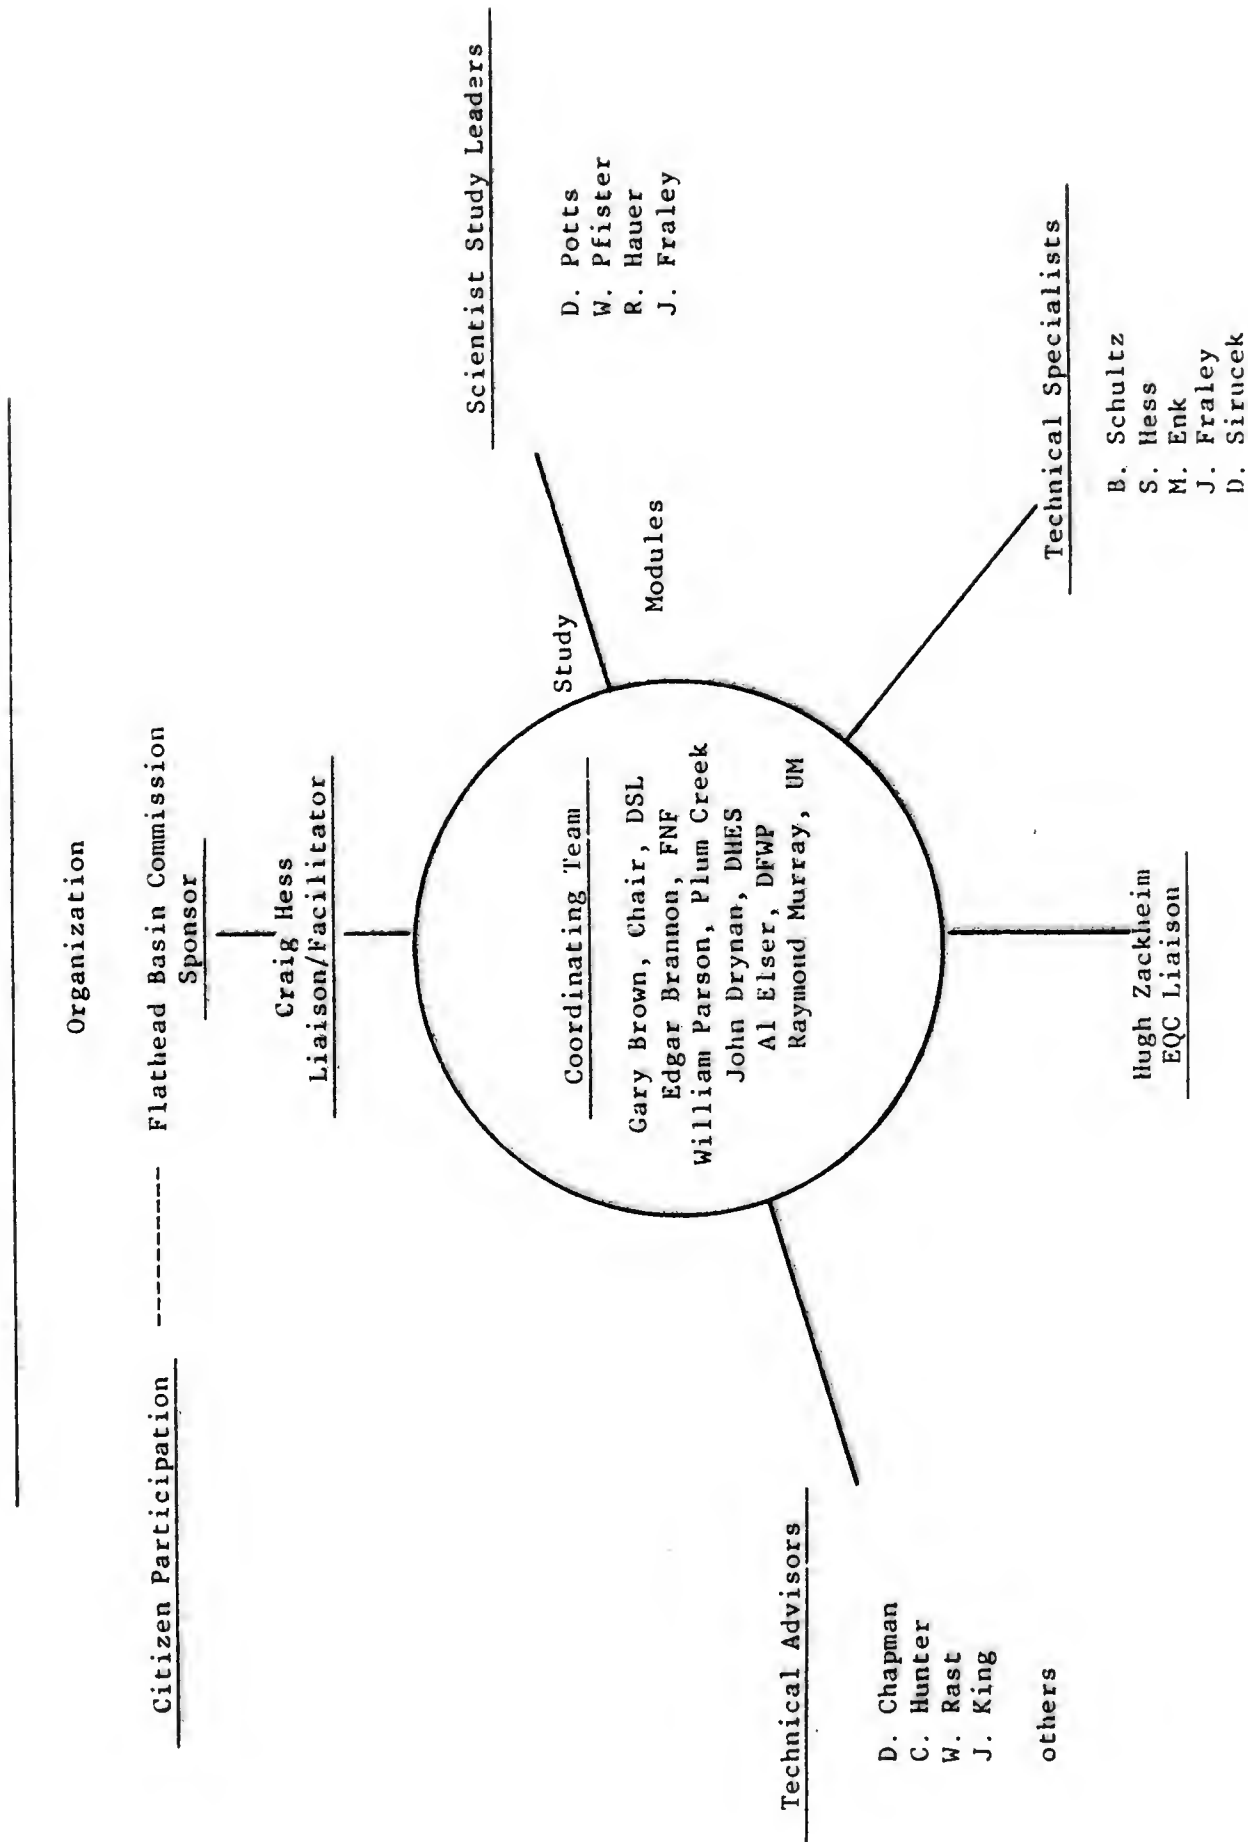 Organization
Citizen Participation --------- Flathead Basin Commission
Sponsor
Craig Hess
Liaison/Facilitator
Coordinating Team
Gary Brown, Chair, DSL
Edgar Brannon, FNF
William Parson, Plum Creek
John Drynan, DHES
Al Elser, DFWP
Raymond Murray, UM
Study
Modules
Scientist Study Leaders
D. Potts
W. Pfister
R. Hauer
J. Fraley
Technical Advisors
D. Chapman
C. Hunter
W. Rast
J. King
others
Hugh Zackheim
EQC Liaison
Technical Specialists
B. Schultz
S. Hess
M. Enk
J. Fraley
D. Sirucek